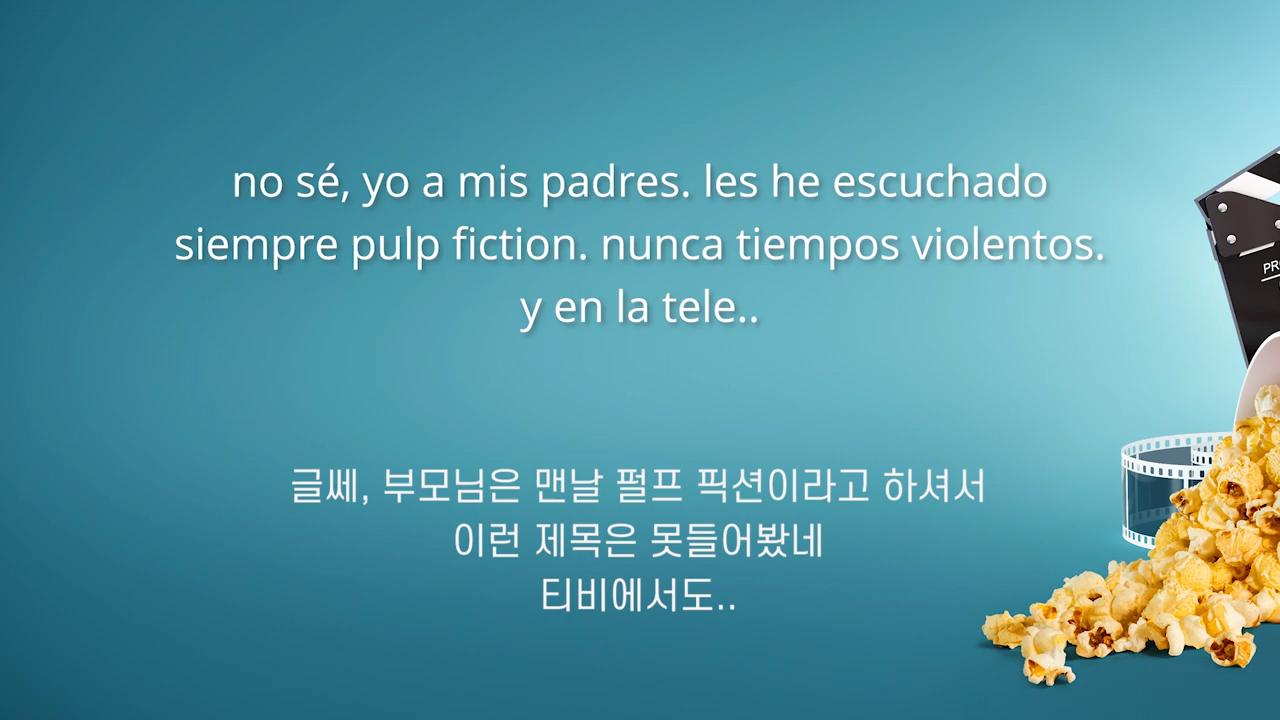 no sé, yo a mis padres. les he escuchado
siempre pulp fiction. nunca tiempos violentos.
y en la tele..
글쎄, 부모님은 맨날 펄프 픽션이라고 하셔서
이런 제목은 못들어봤네
티비에서도..